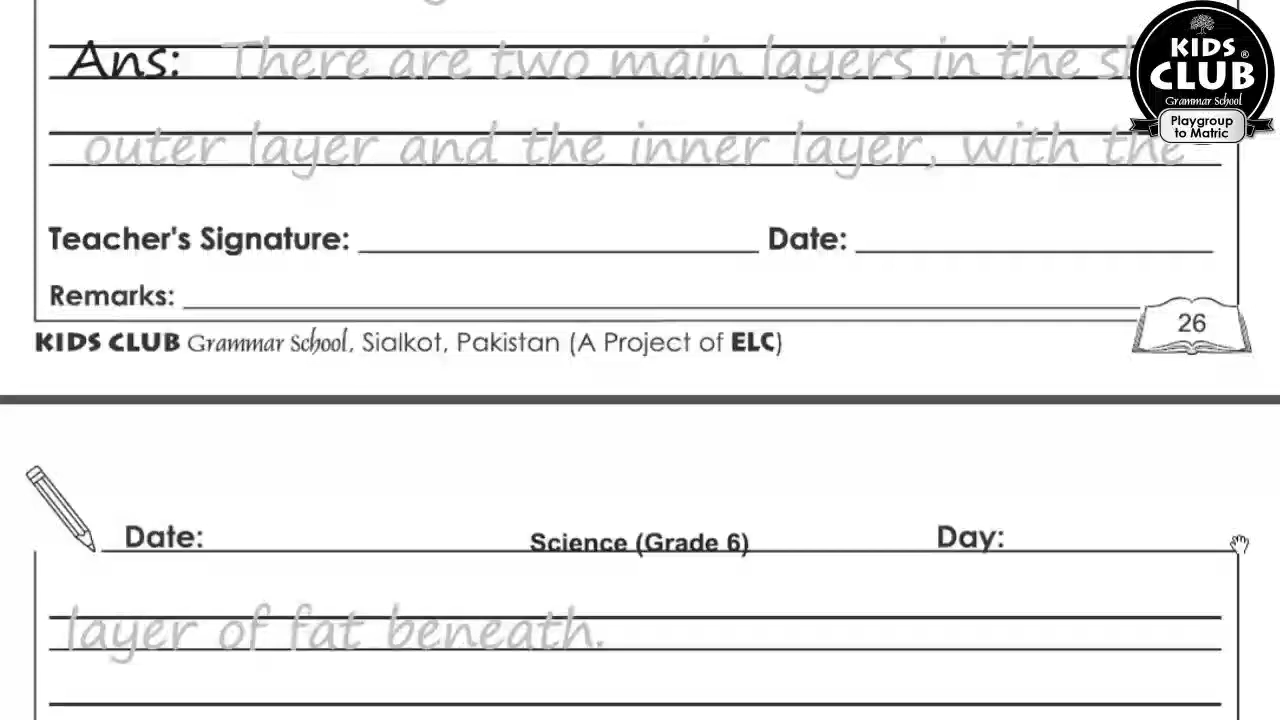 Ans: There are two main layers in the
KIDS
CLUB
Grammar School
Playgroup
to Matric
outer layer and the inner layer, with the
Teacher's Signature: Date:
Remarks:
26
KIDS CLUB Grammar School, Sialkot, Pakistan (A Project of ELC)
Date: Science (Grade 6) Day:
layer of fat beneath.